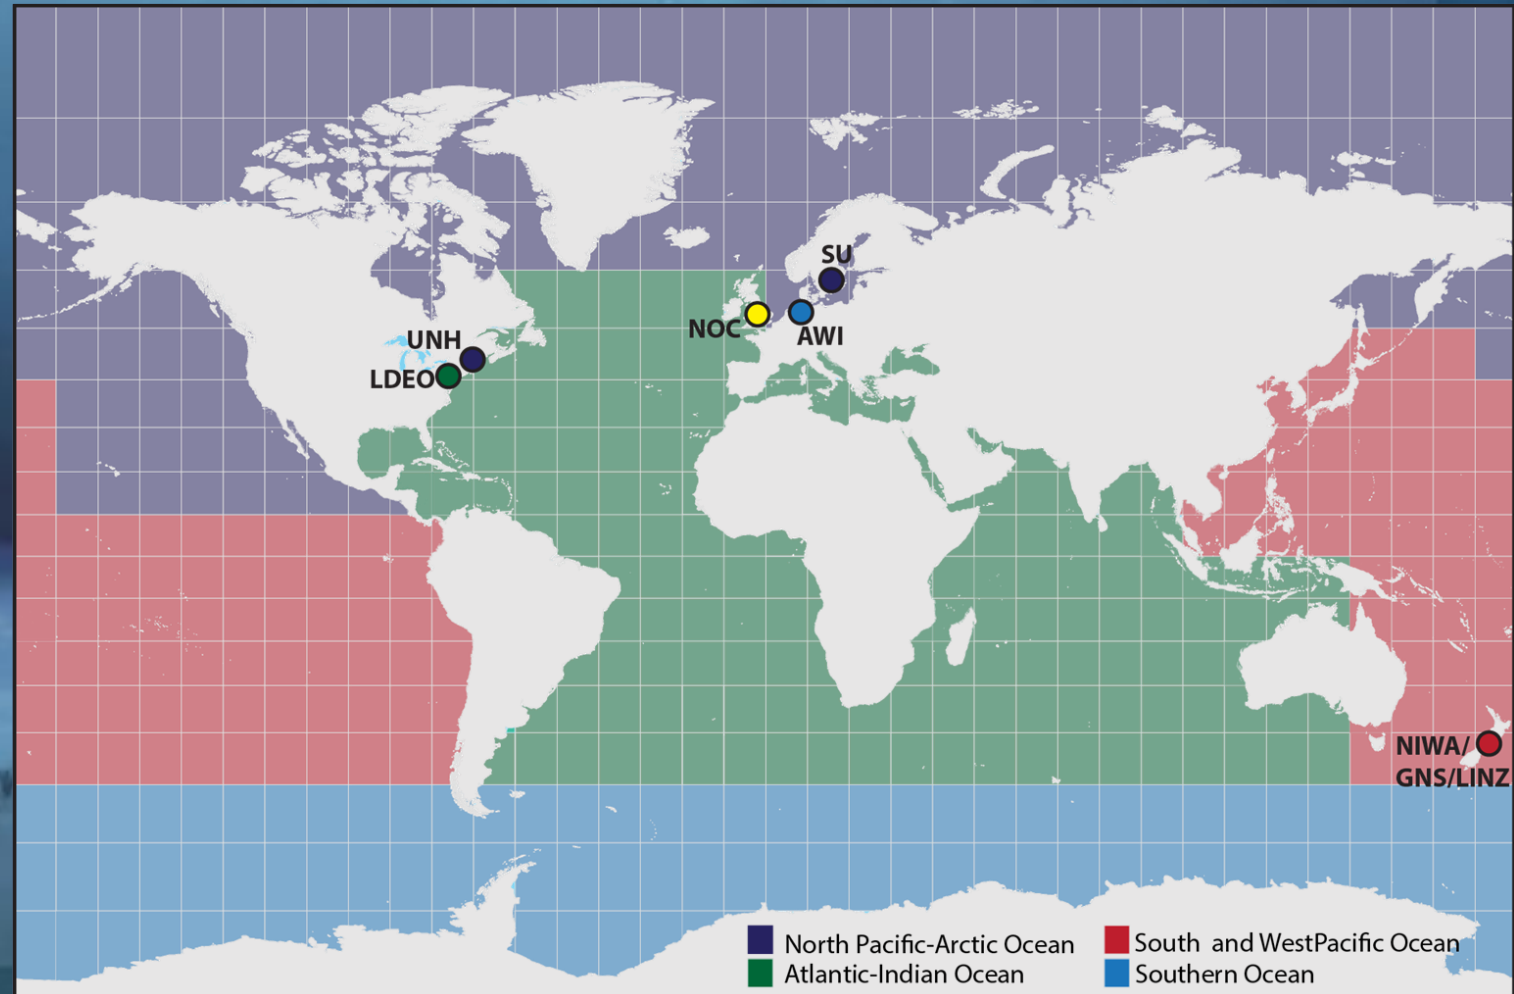 SU
NOC
AWI
UNH
LDEO
NIWA/
GNS/LINZ
North Pacific-Arctic Ocean
South and WestPacific Ocean
Atlantic-Indian Ocean
Southern Ocean